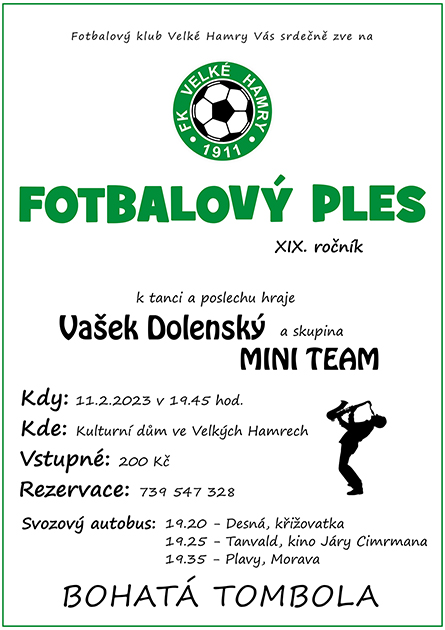 Fotbalový klub Velké Hamry Vás srdečně zve na
FK VELKÉ HAMRY
1911
FOTBALOVÝ PLES
XIX. ročník
k tanci a poslechu hraje
Vašek Dolenský a skupina
MINI TEAM
Kdy: 11.2.2023 v 19.45 hod.
Kde: Kulturní dům ve Velkých Hamrech
Vstupné: 200 Kč
Rezervace: 739 547 328
Svozový autobus: 19.20 - Desná, křižovatka
19.25 - Tanvald, kino Járy Cimrmana
19.35 - Plavy, Morava
BOHATÁ TOMBOLA